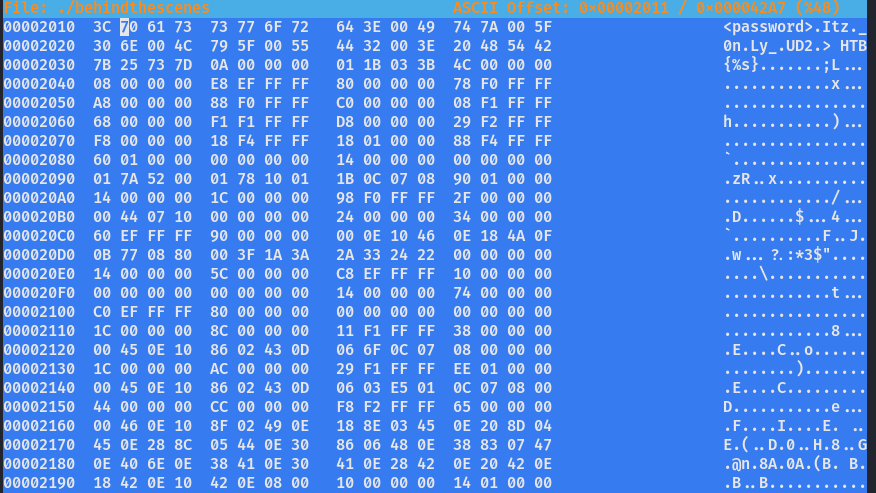 File: ./behindthescenes ASCII Offset: 0x00002011 / 0x000042A7 (%48)
00002010 3C 70 61 73 73 77 6F 72 64 3E 00 49 74 7A 00 5F <password>.Itz._
00002020 30 6E 00 4C 79 5F 00 55 44 32 00 3E 20 48 54 42 0n.Ly_.UD2.> HTB
00002030 7B 25 73 7D 0A 00 00 00 01 1B 03 3B 4C 00 00 00 {%s}.......;L...
00002040 08 00 00 00 E8 EF FF FF 80 00 00 00 78 F0 FF FF ............x...
00002050 A8 00 00 00 88 F0 FF FF C0 00 00 00 08 F1 FF FF ................
00002060 68 00 00 00 F1 F1 FF FF D8 00 00 00 29 F2 FF FF h...........)...
00002070 F8 00 00 00 18 F4 FF FF 18 01 00 00 88 F4 FF FF ................
00002080 60 01 00 00 00 00 00 00 14 00 00 00 00 00 00 00 `...............
00002090 01 7A 52 00 01 78 10 01 1B 0C 07 08 90 01 00 00 .zR..x..........
000020A0 14 00 00 00 1C 00 00 00 98 F0 FF FF 2F 00 00 00 ............/...
000020B0 00 44 07 10 00 00 00 00 24 00 00 00 34 00 00 00 .D......$...4...
000020C0 60 EF FF FF 90 00 00 00 00 0E 10 46 0E 18 4A 0F `..........F..J.
000020D0 0B 77 08 80 00 3F 1A 3A 2A 33 24 22 00 00 00 00 .w...?.:*3$"....
000020E0 14 00 00 00 5C 00 00 00 C8 EF FF FF 10 00 00 00 ....\...........
000020F0 00 00 00 00 00 00 00 00 14 00 00 00 74 00 00 00 ............t...
00002100 C0 EF FF FF 80 00 00 00 00 00 00 00 00 00 00 00 ................
00002110 1C 00 00 00 8C 00 00 00 11 F1 FF FF 38 00 00 00 ............8...
00002120 00 45 0E 10 86 02 43 0D 06 6F 0C 07 08 00 00 00 .E....C..o......
00002130 1C 00 00 00 AC 00 00 00 29 F1 FF FF EE 01 00 00 ........).......
00002140 00 45 0E 10 86 02 43 0D 06 03 E5 01 0C 07 08 00 .E....C.........
00002150 44 00 00 00 CC 00 00 00 F8 F2 FF FF 65 00 00 00 D...........e...
00002160 00 46 0E 10 8F 02 49 0E 18 8E 03 45 0E 20 8D 04 .F....I....E. ..
00002170 45 0E 28 8C 05 44 0E 30 86 06 48 0E 38 83 07 47 E.(..D.0..H.8..G
00002180 0E 40 6E 0E 38 41 0E 30 41 0E 28 42 0E 20 42 0E .@n.8A.0A.(B. B.
00002190 18 42 0E 10 42 0E 08 00 10 00 00 00 14 01 00 00 .B..B...........